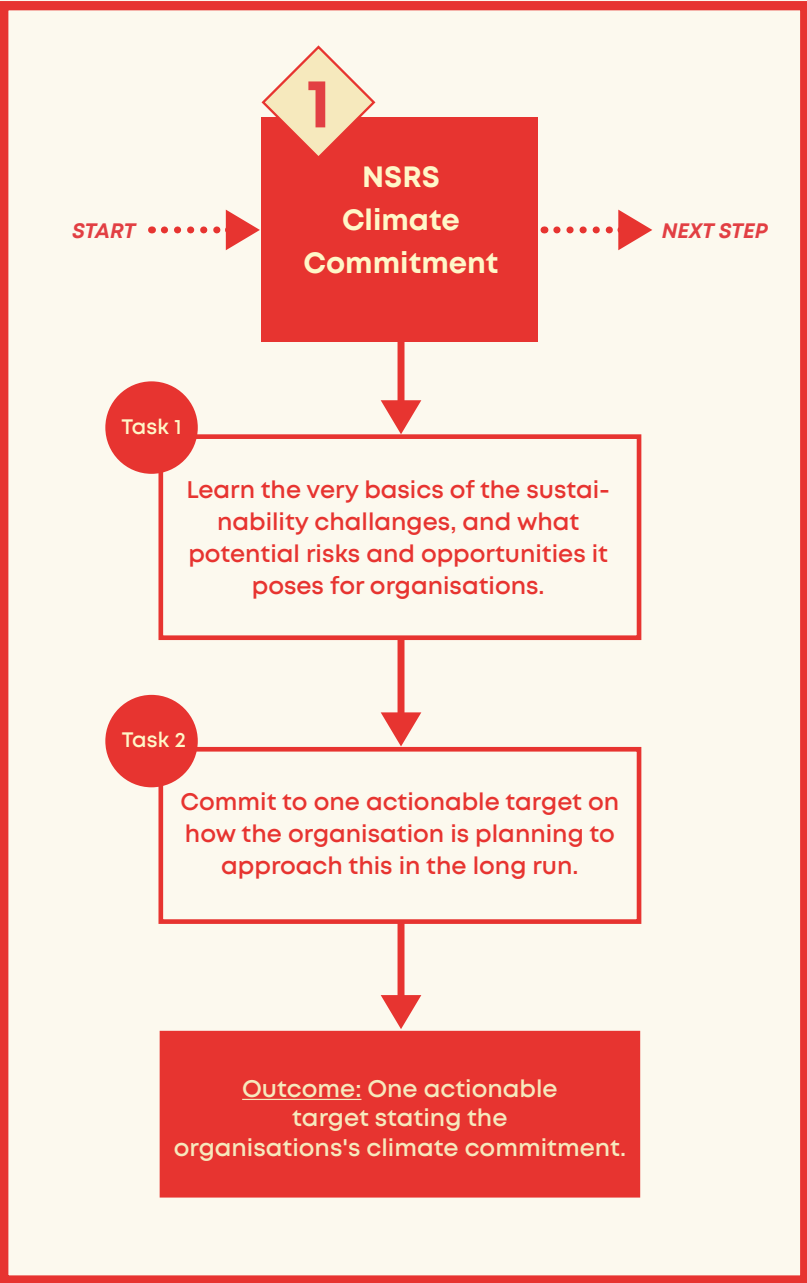 1
NSRS
Climate
Commitment
START
NEXT STEP
Task 1
Learn the very basics of the sustai-
nability challanges, and what
potential risks and opportunities it
poses for organisations.
Task 2
Commit to one actionable target on
how the organisation is planning to
approach this in the long run.
Outcome: One actionable
target stating the
organisations's climate commitment.